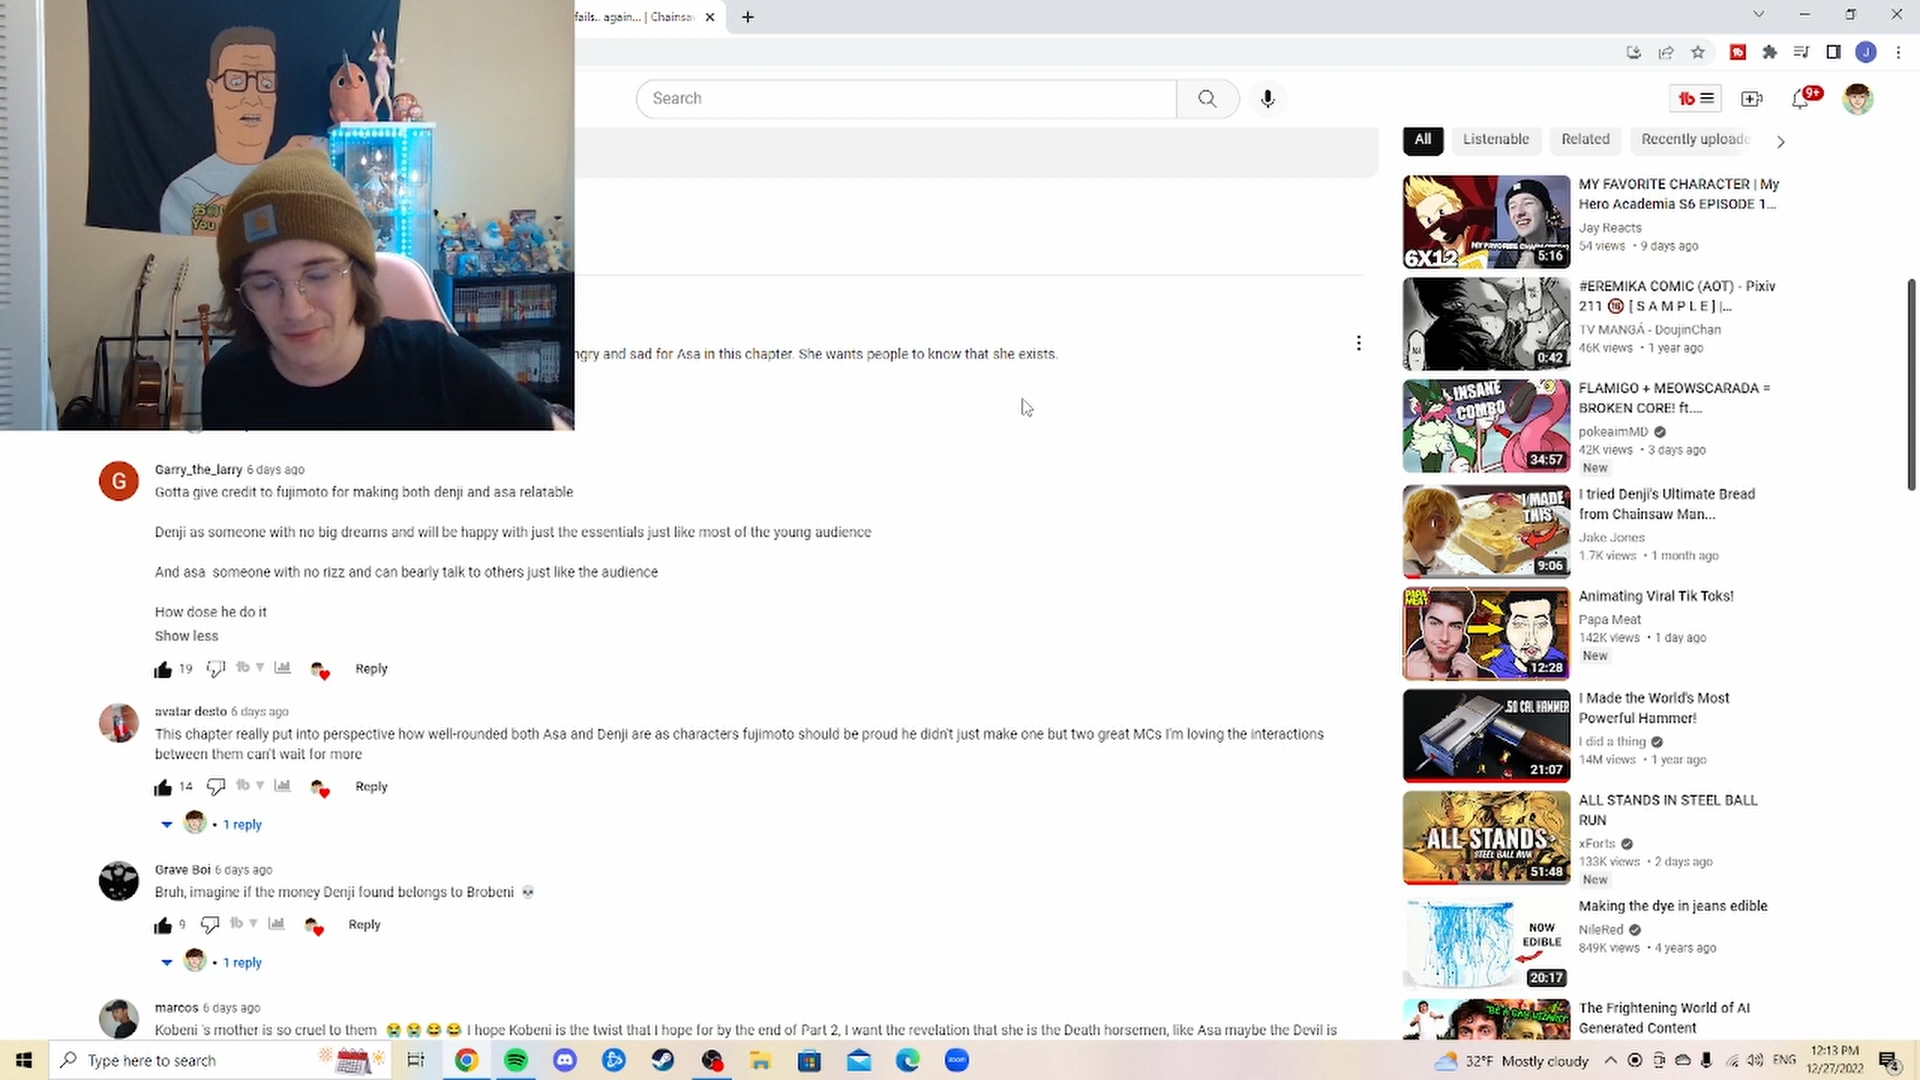 fails.. again... | Chainsa
J
Search
9+
All
Listenable
Related
Recently uploade
お前
You
MY FAVORITE CHARACTER | My
Hero Academia S6 EPISODE 1...
Jay Reacts
54 views • 9 days ago
6X12
5:16
#EREMIKA COMIC (AOT) - Pixiv
211 🔞 [ S A M P L E ] |...
TV MANGÁ - DoujinChan
46K views • 1 year ago
0:42
ngry and sad for Asa in this chapter. She wants people to know that she exists.
FLAMIGO + MEOWSCARADA =
BROKEN CORE! ft....
pokeaimMD
42K views • 3 days ago
New
INSANE
COMBO
34:57
G
Garry_the_larry 6 days ago
Gotta give credit to fujimoto for making both denji and asa relatable
Denji as someone with no big dreams and will be happy with just the essentials just like most of the young audience
And asa someone with no rizz and can bearly talk to others just like the audience
How dose he do it
Show less
19
Reply
I tried Denji's Ultimate Bread
from Chainsaw Man...
Jake Jones
1.7K views • 1 month ago
I MADE
THIS
9:06
Animating Viral Tik Toks!
Papa Meat
142K views • 1 day ago
New
PAPA
MEAT
12:28
avatar desto 6 days ago
This chapter really put into perspective how well-rounded both Asa and Denji are as characters fujimoto should be proud he didn't just make one but two great MCs I'm loving the interactions
between them can't wait for more
14
Reply
• 1 reply
I Made the World's Most
Powerful Hammer!
I did a thing
14M views • 1 year ago
.50 CAL HAMMER
21:07
ALL STANDS IN STEEL BALL
RUN
xForts
133K views • 2 days ago
New
ALL STANDS
STEEL BALL RUN
51:48
Grave Boi 6 days ago
Bruh, imagine if the money Denji found belongs to Brobeni 💀
9
Reply
• 1 reply
Making the dye in jeans edible
NileRed
849K views • 4 years ago
NOW
EDIBLE
20:17
marcos 6 days ago
Kobeni 's mother is so cruel to them 😭😭😂😂 I hope Kobeni is the twist that I hope for by the end of Part 2, I want the revelation that she is the Death horsemen, like Asa maybe the Devil is
The Frightening World of AI
Generated Content
Type here to search
zoom
32°F Mostly cloudy
ENG
12:13 PM
12/27/2022
4